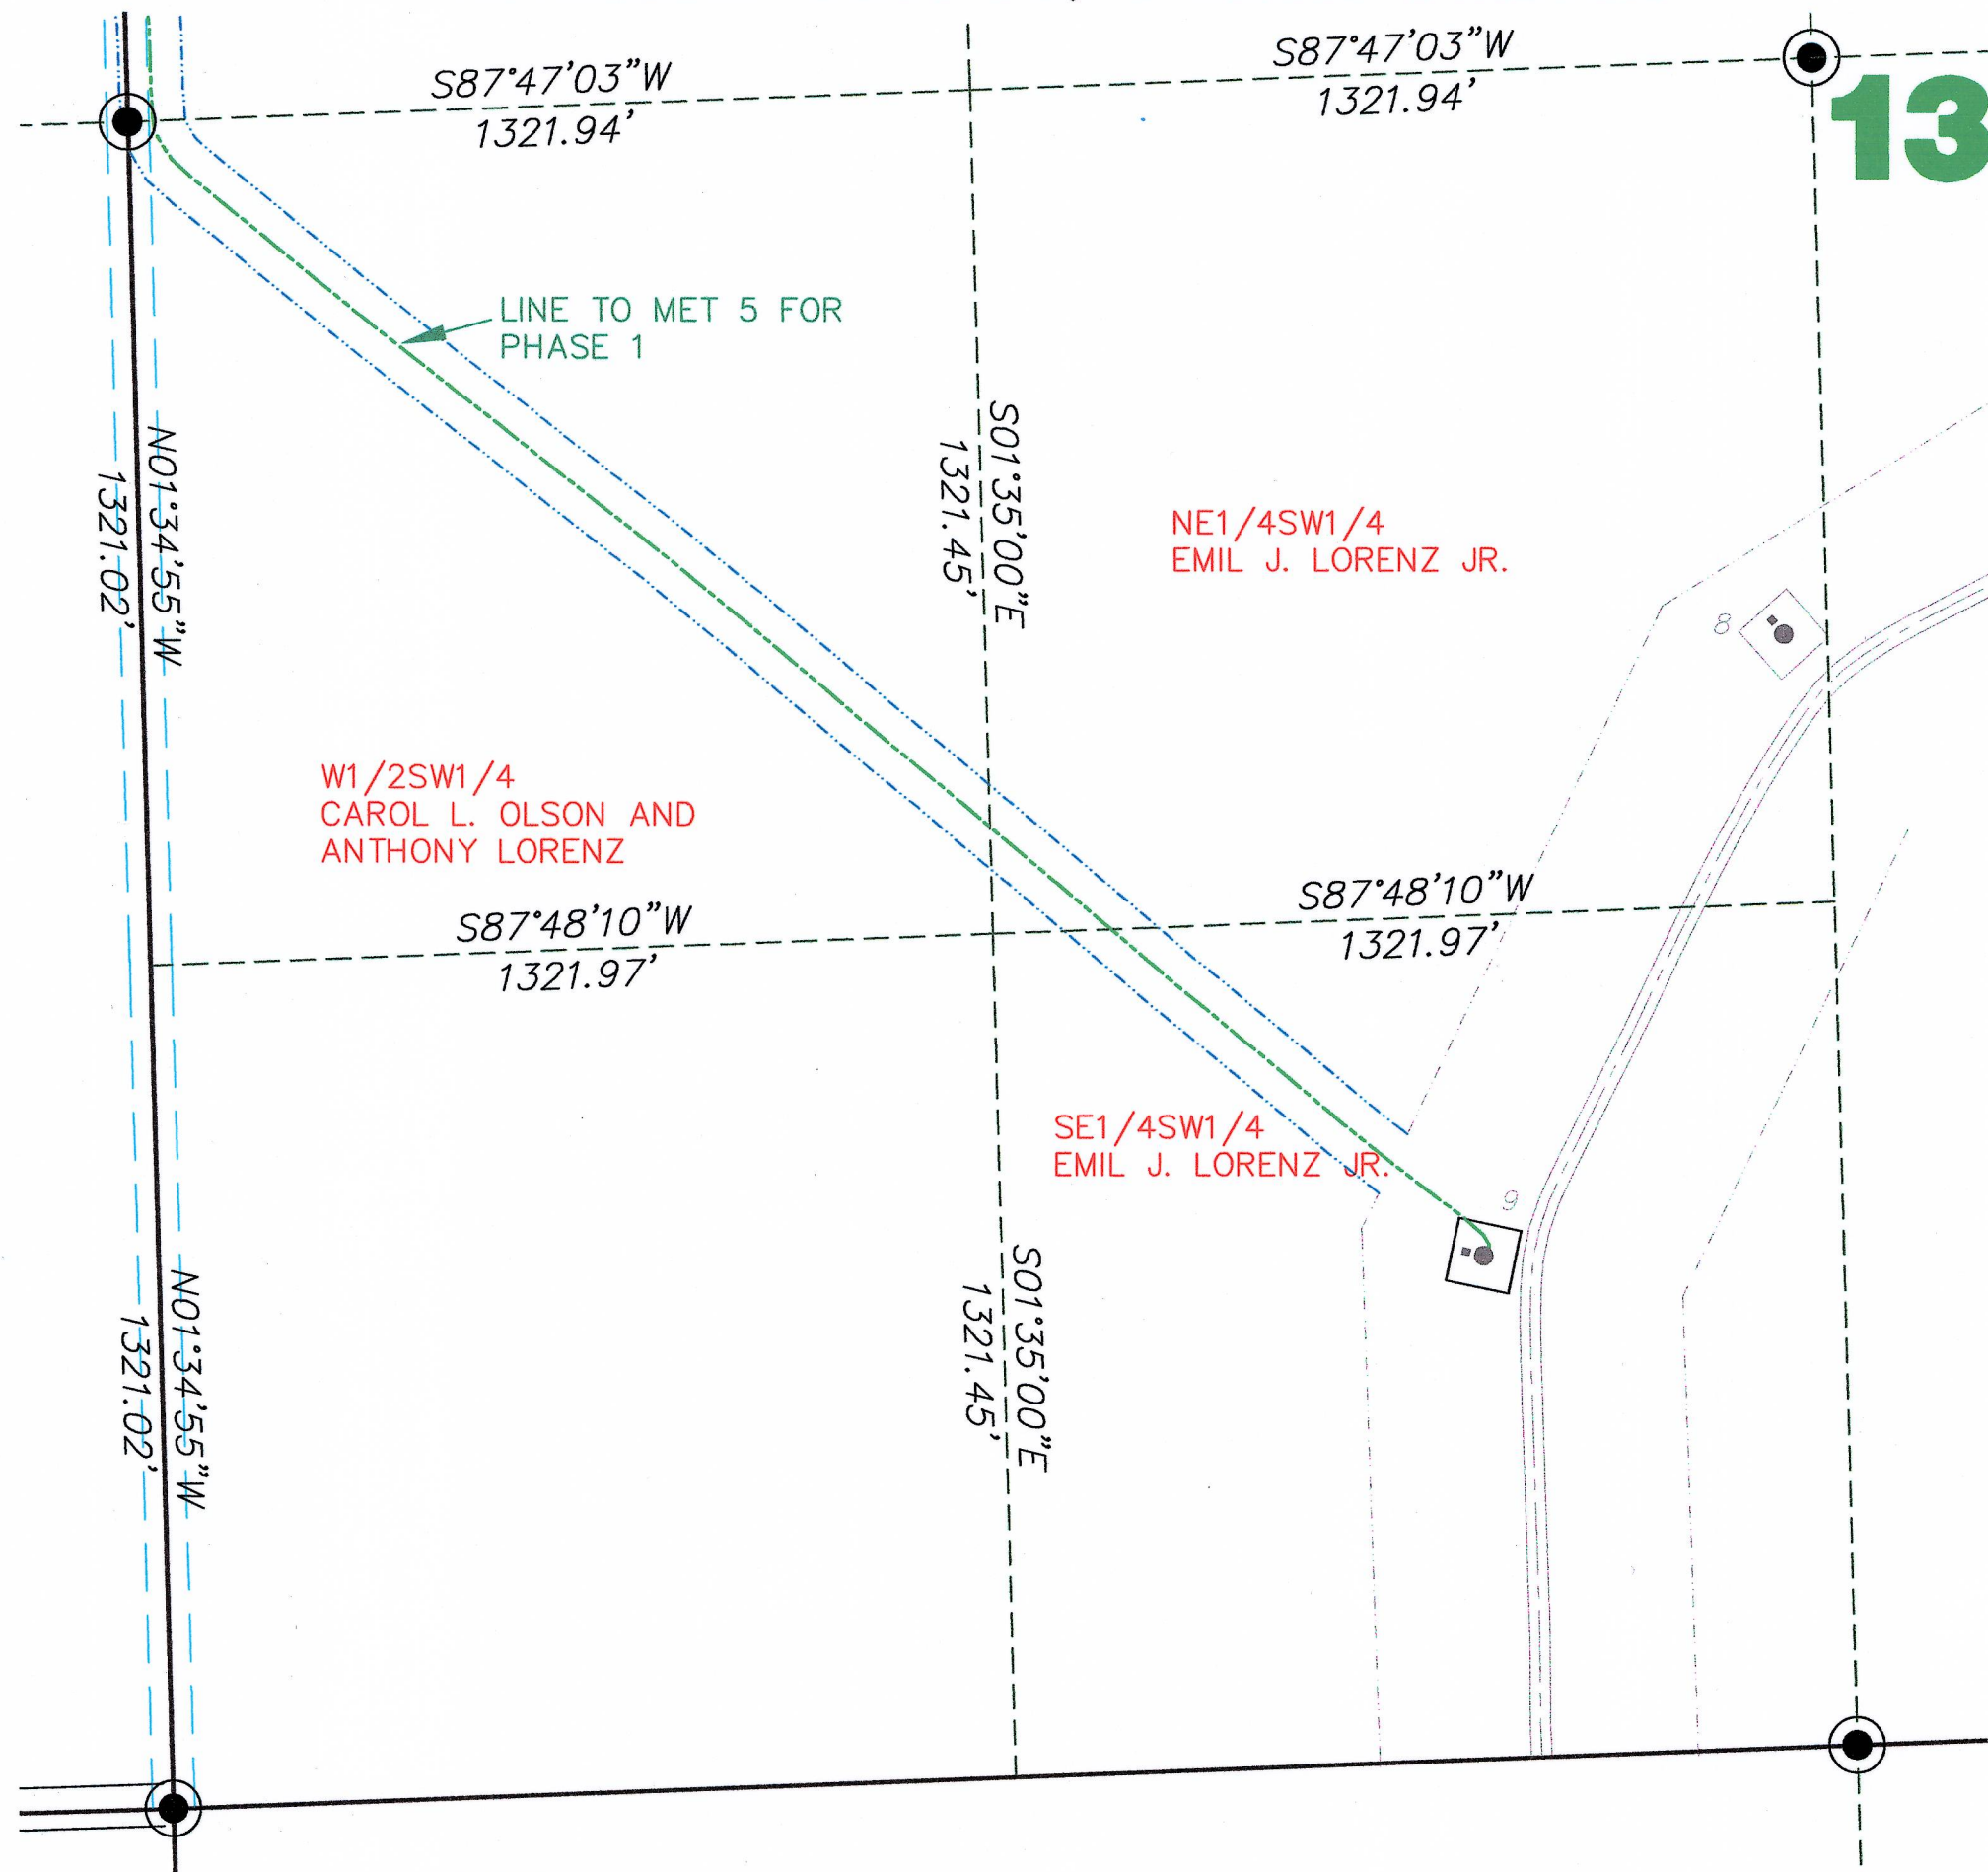 S87°47'03"W
1321.94'
S87°47'03"W
1321.94'
13
LINE TO MET 5 FOR
PHASE 1
N01°34'55"W
1321.02'
S01°35'00"E
1321.45'
NE1/4SW1/4
EMIL J. LORENZ JR.
8
W1/2SW1/4
CAROL L. OLSON AND
ANTHONY LORENZ
S87°48'10"W
1321.97'
S87°48'10"W
1321.97'
SE1/4SW1/4
EMIL J. LORENZ JR.
9
N01°34'55"W
1321.02'
S01°35'00"E
1321.45'